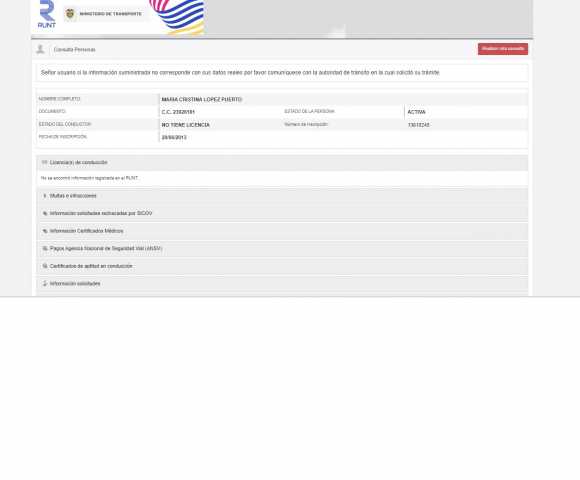 RUNT
MINISTERIO DE TRANSPORTE
Consulta Personas
Realizar otra consulta
Señor usuario si la información suministrada no corresponde con sus datos reales por favor comuníquese con la autoridad de tránsito en la cual solicitó su trámite.
NOMBRE COMPLETO: MARIA CRISTINA LOPEZ PUERTO
DOCUMENTO: C.C. 23926101 ESTADO DE LA PERSONA: ACTIVA
ESTADO DEL CONDUCTOR: NO TIENE LICENCIA Número de inscripción:
FECHA DE INSCRIPCIÓN: 20/06/2013
Licencia(s) de conducción
No se encontró información registrada en el RUNT.
Multas e infracciones
Información solicitudes rechazadas por SICOV
Información Certificados Médicos
Pagos Agencia Nacional de Seguridad Vial (ANSV)
Certificados de aptitud en conducción
Información solicitudes